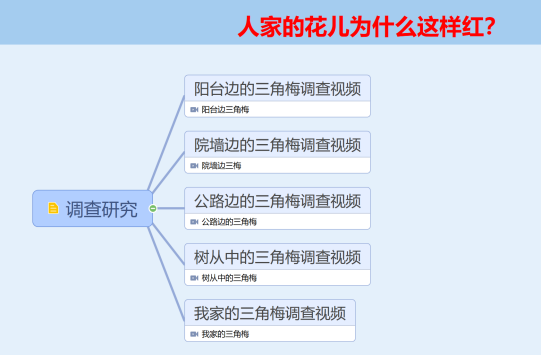 人家的花儿为什么这样红?
阳台边的三角梅调查视频
阳台边三角梅
院墙边的三角梅调查视频
院墙边三梅
调查研究
公路边的三角梅调查视频
公路边的三角梅
树从中的三角梅调查视频
树从中的三角梅
我家的三角梅调查视频
我家的三角梅